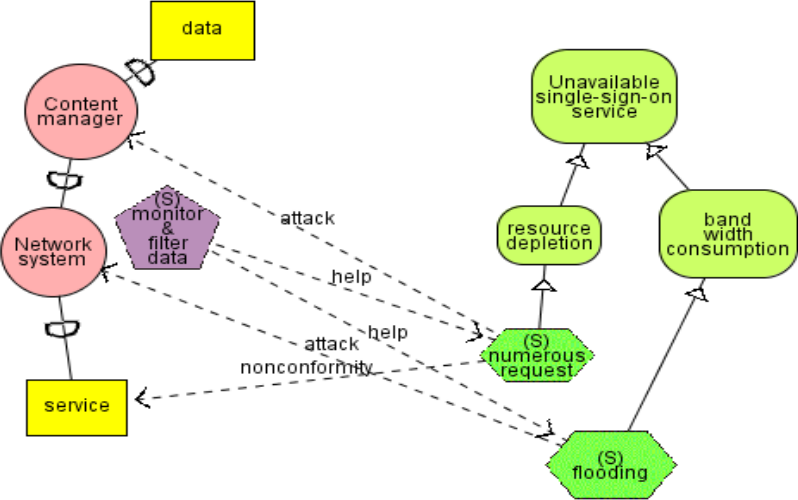 data
Content
manager
Unavailable
single-sign-on
service
(S)
monitor
&
filter
data
attack
resource
depletion
band
width
consumption
Network
system
help
help
attack
nonconformity
(S)
numerous
request
service
(S)
flooding